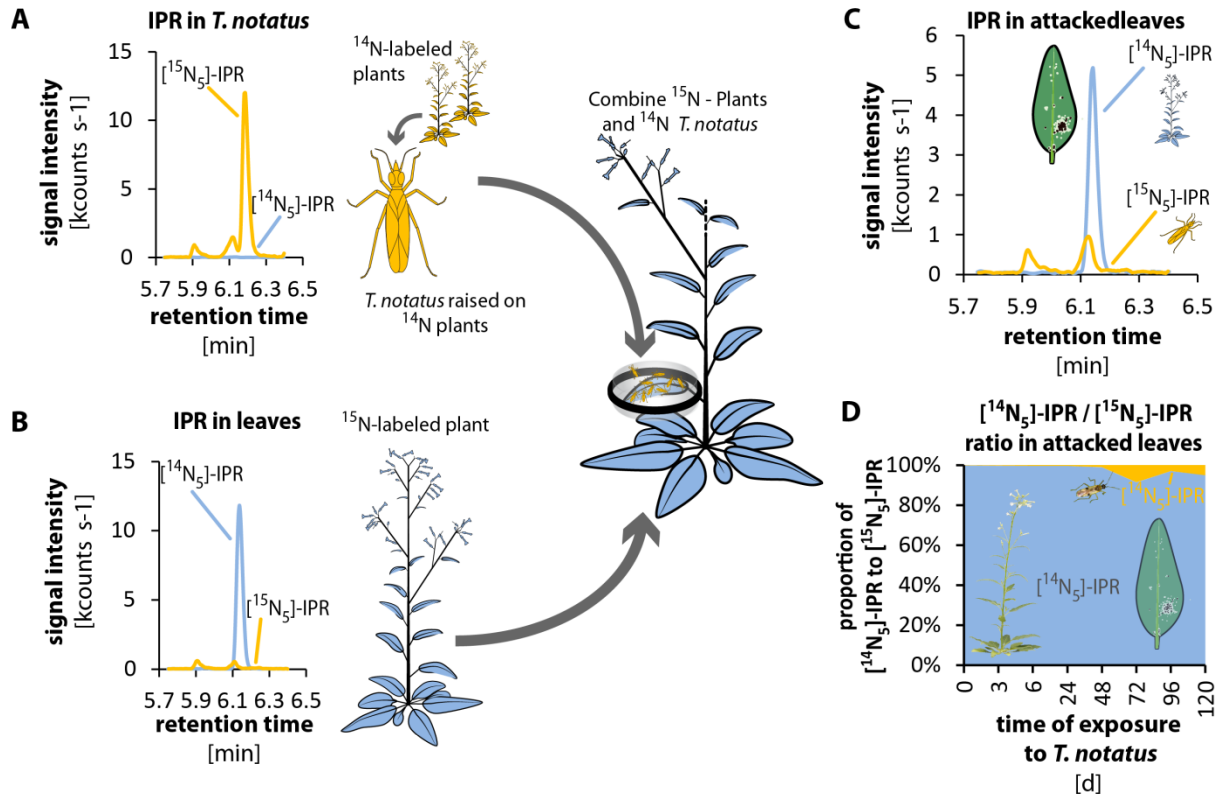 A
IPR in T. notatus
signal intensity
[kcounts s-1]
15
10
5
0
[¹⁵N₅]-IPR
[¹⁴N₅]-IPR
5.7 5.9 6.1 6.3 6.5
retention time
[min]
¹⁴N-labeled
plants
T. notatus raised on
¹⁴N plants
Combine ¹⁵N - Plants
and ¹⁴N T. notatus
B
IPR in leaves
signal intensity
[kcounts s-1]
15
10
5
0
[¹⁴N₅]-IPR
[¹⁵N₅]-IPR
5.7 5.9 6.1 6.3 6.5
retention time
[min]
¹⁵N-labeled plant
C
IPR in attackedleaves
signal intensity
[kcounts s-1]
6
5
4
3
2
1
0
[¹⁴N₅]-IPR
[¹⁵N₅]-IPR
5.7 5.9 6.1 6.3 6.5
retention time
[min]
D
[¹⁴N₅]-IPR / [¹⁵N₅]-IPR
ratio in attacked leaves
proportion of
[¹⁴N₅]-IPR to [¹⁵N₅]-IPR
100%
80%
60%
40%
20%
0%
[¹⁴N₅]-IPR
[¹⁴N₅]-IPR
0 3 6 24 48 72 96 120
time of exposure
to T. notatus
[d]